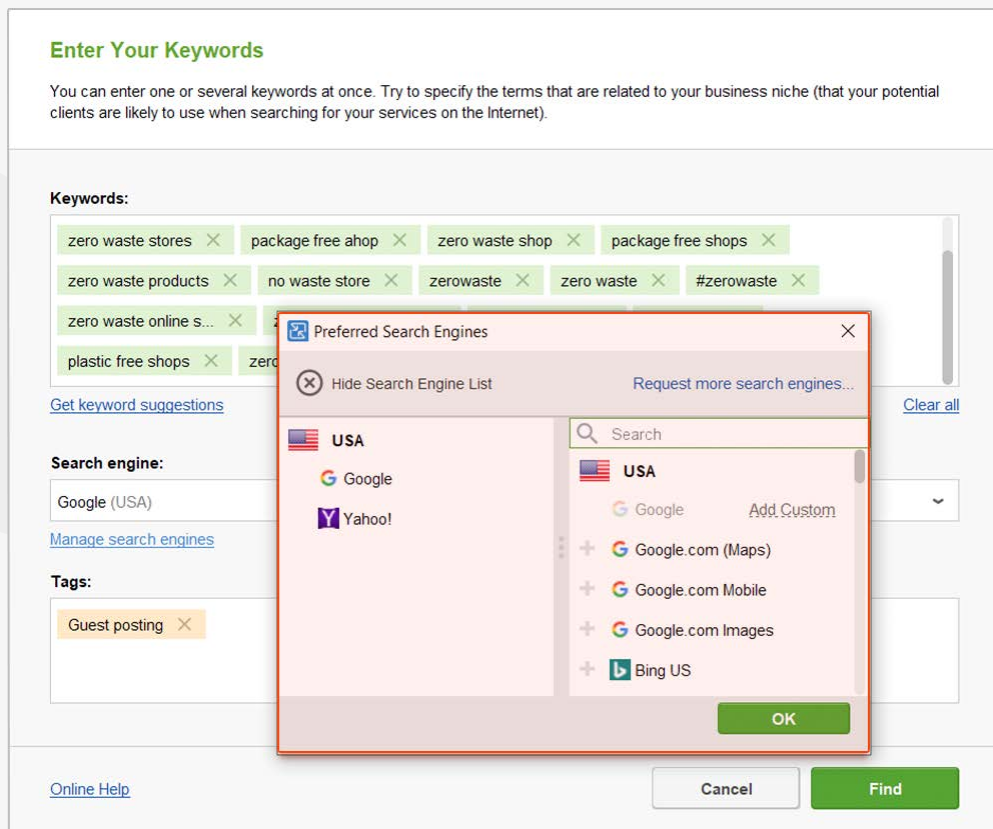 Enter Your Keywords
You can enter one or several keywords at once. Try to specify the terms that are related to your business niche (that your potential
clients are likely to use when searching for your services on the Internet).
Keywords:
zero waste stores package free ahop zero waste shop package free shops
zero waste products no waste store zerowaste zero waste #zerowaste
zero waste online s...
plastic free shops
Get keyword suggestions Clear all
Search engine:
Google (USA)
Manage search engines
Tags:
Guest posting
Preferred Search Engines
Hide Search Engine List Request more search engines...
USA
Google
Yahoo!
Search
USA
Google Add Custom
Google.com (Maps)
Google.com Mobile
Google.com Images
Bing US
OK
Online Help Cancel Find